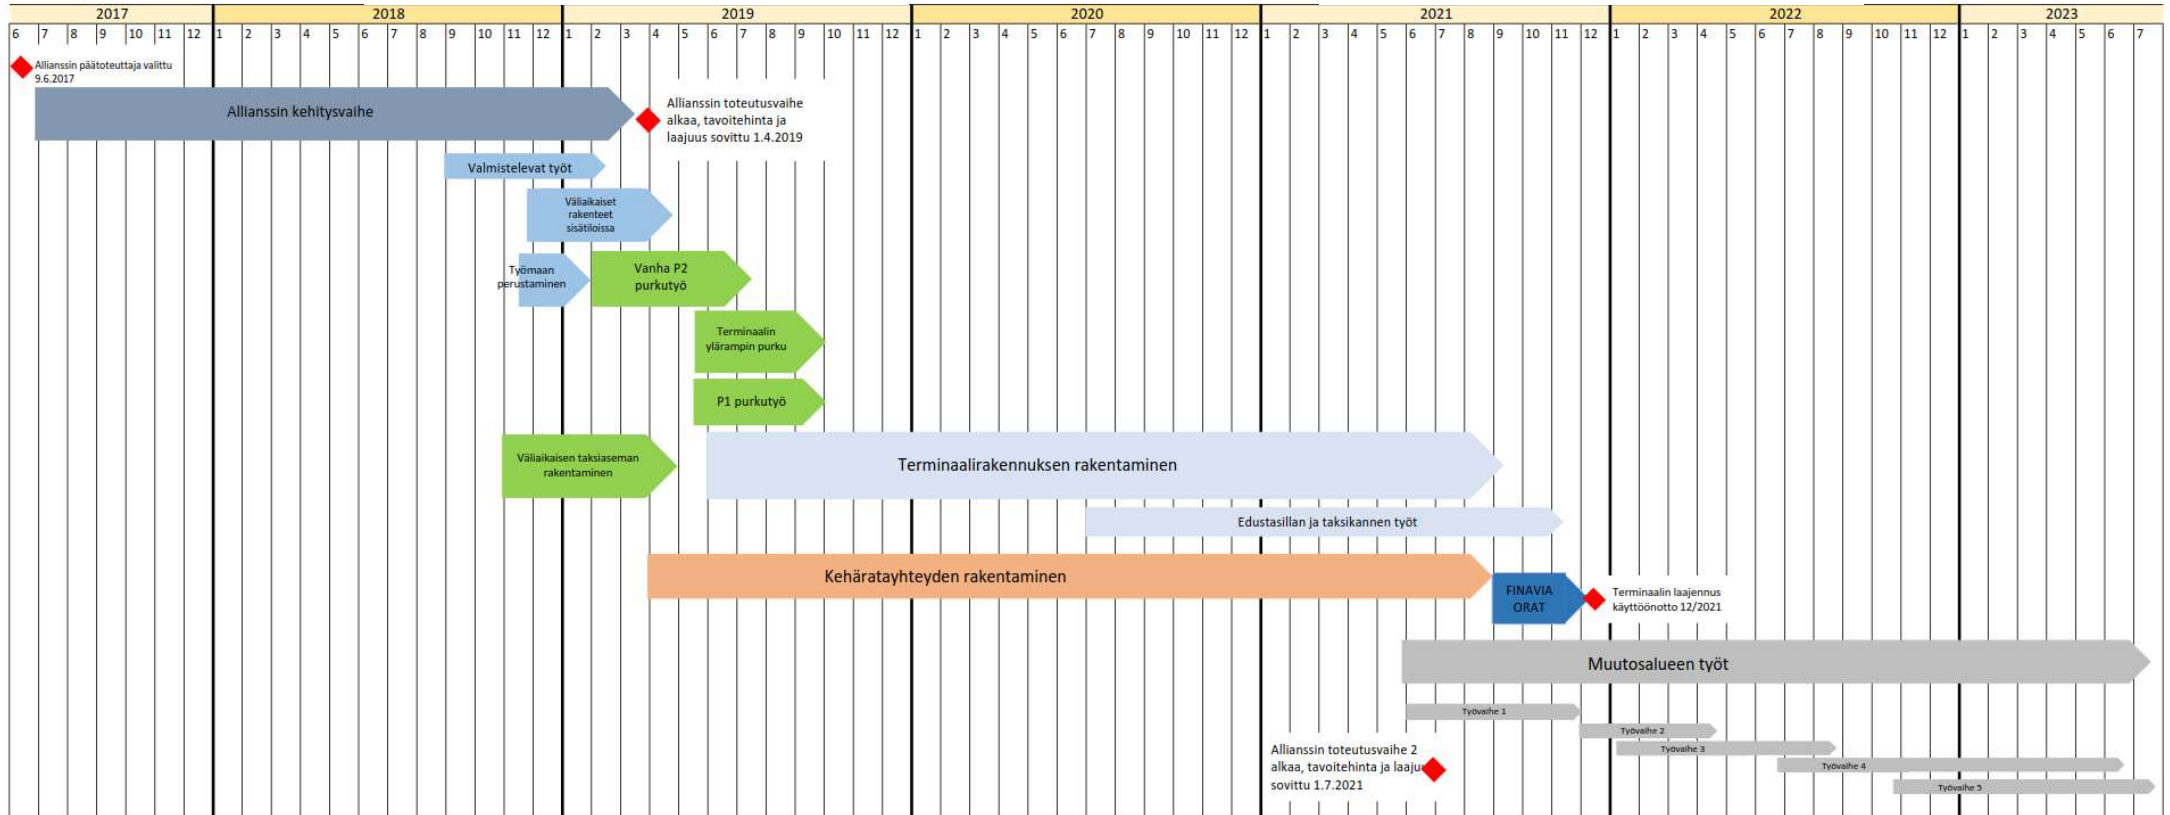 2017 2018 2019 2020 2021 2022 2023
6 7 8 9 10 11 12 1 2 3 4 5 6 7 8 9 10 11 12 1 2 3 4 5 6 7 8 9 10 11 12 1 2 3 4 5 6 7 8 9 10 11 12 1 2 3 4 5 6 7 8 9 10 11 12 1 2 3 4 5 6 7 8 9 10 11 12 1 2 3 4 5 6 7
Allianssin päätoteuttaja valittu
9.6.2017
Allianssin kehitysvaihe
Allianssin toteutusvaihe
alkaa, tavoitehinta ja
laajuus sovittu 1.4.2019
Valmistelevat työt
Väliaikaiset
rakenteet
sisätiloissa
Työmaan
perustaminen
Vanha P2
purkutyö
Terminaalin
ylärampin purku
P1 purkutyö
Väliaikaisen taksiaseman
rakentaminen
Terminaalirakennuksen rakentaminen
Edustasillan ja taksikannen työt
Kehäratayhteyden rakentaminen
FINAVIA
ORAT
Terminaalin laajennus
käyttöönotto 12/2021
Muutosalueen työt
Työvaihe 1
Työvaihe 2
Työvaihe 3
Työvaihe 4
Työvaihe 5
Allianssin toteutusvaihe 2
alkaa, tavoitehinta ja laajuu
sovittu 1.7.2021